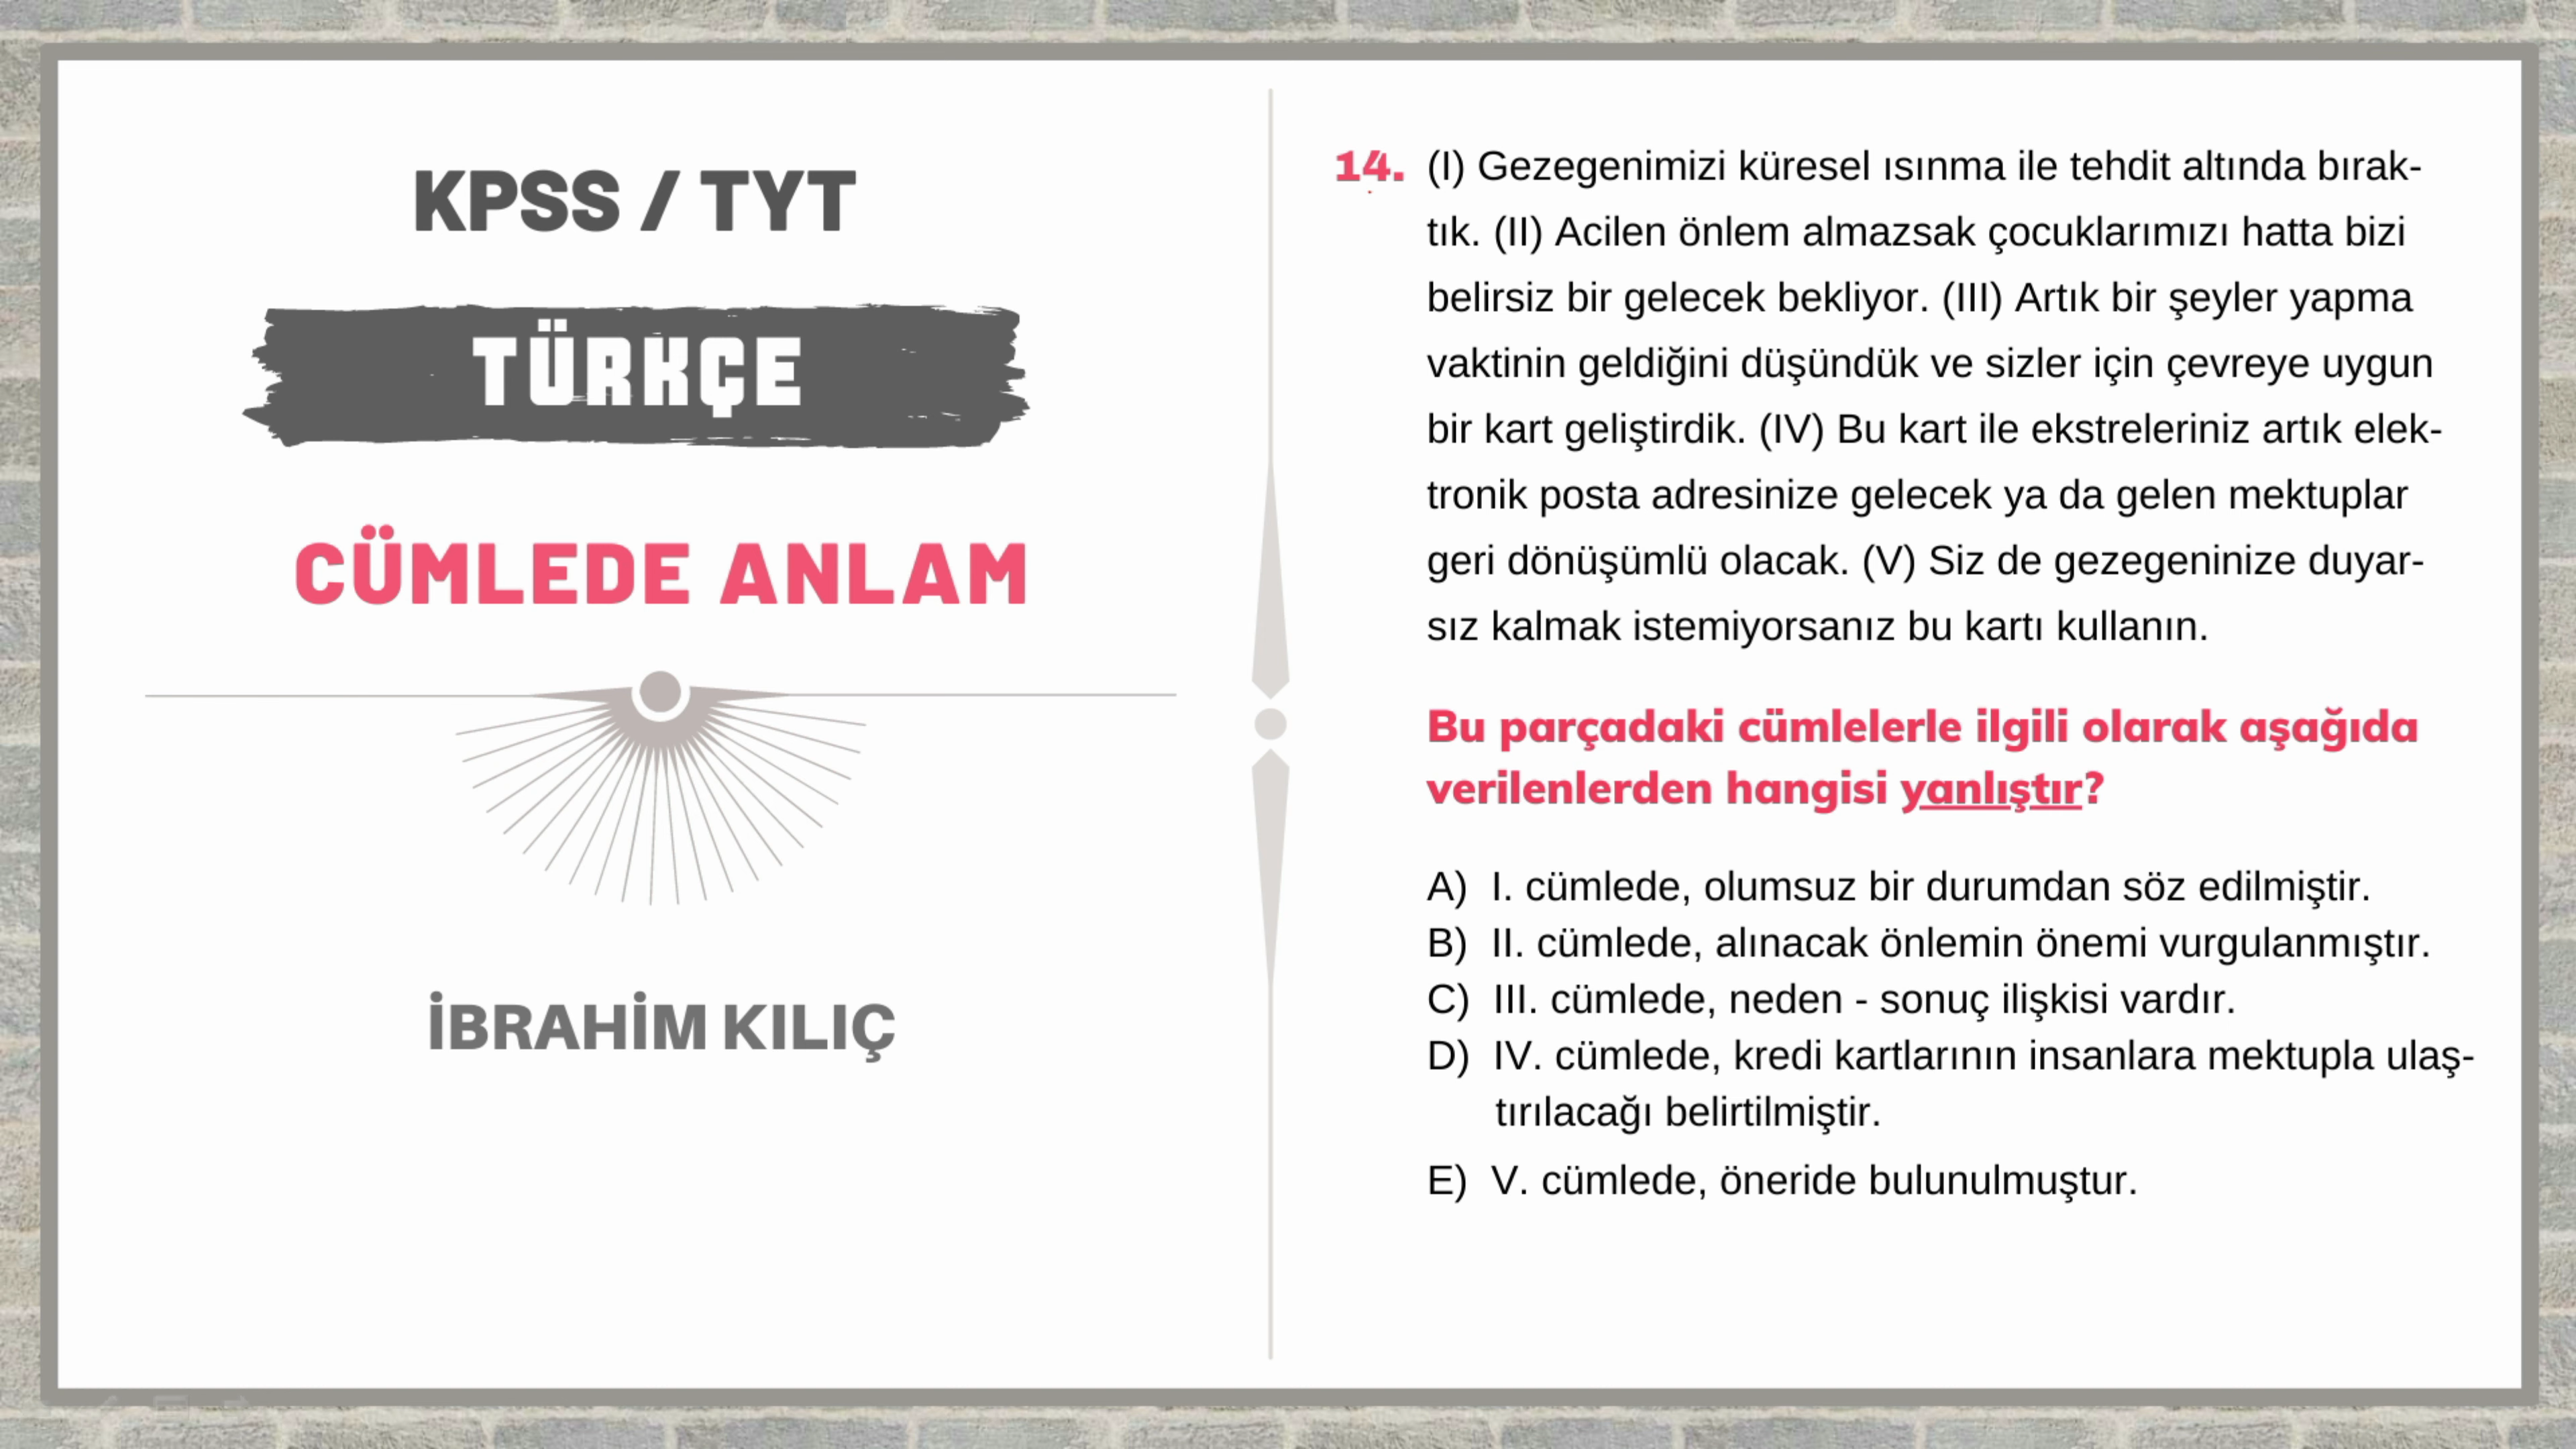 KPSS / TYT
TÜRKÇE
CÜMLEDE ANLAM
İBRAHİM KILIÇ
14. (I) Gezegenimizi küresel ısınma ile tehdit altında bırak-
tık. (II) Acilen önlem almazsak çocuklarımızı hatta bizi
belirsiz bir gelecek bekliyor. (III) Artık bir şeyler yapma
vaktinin geldiğini düşündük ve sizler için çevreye uygun
bir kart geliştirdik. (IV) Bu kart ile ekstreleriniz artık elek-
tronik posta adresinize gelecek ya da gelen mektuplar
geri dönüşümlü olacak. (V) Siz de gezegeninize duyar-
sız kalmak istemiyorsanız bu kartı kullanın.
Bu parçadaki cümlelerle ilgili olarak aşağıda
verilenlerden hangisi yanlıştır?
A) I. cümlede, olumsuz bir durumdan söz edilmiştir.
B) II. cümlede, alınacak önlemin önemi vurgulanmıştır.
C) III. cümlede, neden - sonuç ilişkisi vardır.
D) IV. cümlede, kredi kartlarının insanlara mektupla ulaş-
tırılacağı belirtilmiştir.
E) V. cümlede, öneride bulunulmuştur.